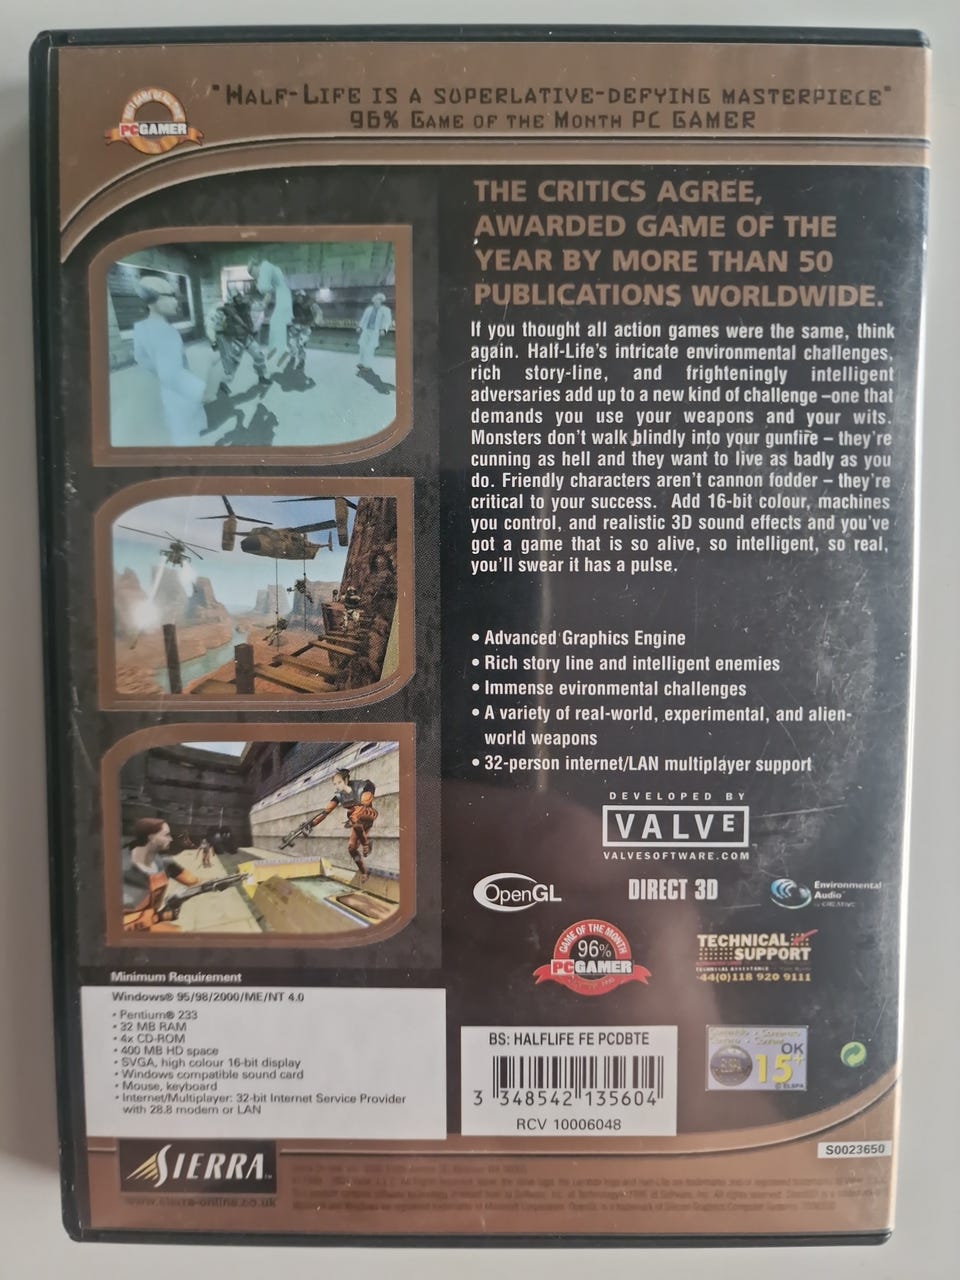 "HALF-LIFE IS A SUPERLATIVE-DEFYING MASTERPIECE"
96% GAME OF THE MONTH PC GAMER
PCGAMER
THE CRITICS AGREE,
AWARDED GAME OF THE
YEAR BY MORE THAN 50
PUBLICATIONS WORLDWIDE.
If you thought all action games were the same, think
again. Half-Life's intricate environmental challenges,
rich story-line, and frighteningly intelligent
adversaries add up to a new kind of challenge –one that
demands you use your weapons and your wits.
Monsters don't walk blindly into your gunfire – they're
cunning as hell and they want to live as badly as you
do. Friendly characters aren't cannon fodder – they're
critical to your success. Add 16-bit colour, machines
you control, and realistic 3D sound effects and you've
got a game that is so alive, so intelligent, so real,
you'll swear it has a pulse.
• Advanced Graphics Engine
• Rich story line and intelligent enemies
• Immense evironmental challenges
• A variety of real-world, experimental, and alien-
world weapons
• 32-person internet/LAN multiplayer support
DEVELOPED BY
VALVE
VALVESOFTWARE.COM
OpenGL
DIRECT 3D
Environmental
Audio
by CREATIVE
GAME OF THE MONTH
96%
PCGAMER
TECHNICAL
SUPPORT
TECHNICAL ASSISTANCE
44(0)118 920 9111
Minimum Requirement
Windows® 95/98/2000/ME/NT 4.0
• Pentium® 233
• 32 MB RAM
• 4x CD-ROM
• 400 MB HD space
• SVGA, high colour 16-bit display
• Windows compatible sound card
• Mouse, keyboard
• Internet/Multiplayer: 32-bit Internet Service Provider
with 28.8 modem or LAN
BS: HALFLIFE FE PCDBTE
3 348542 135604
RCV 10006048
OK
15+
© ELSPA
S0023650
SIERRA
www.sierra-online.co.uk